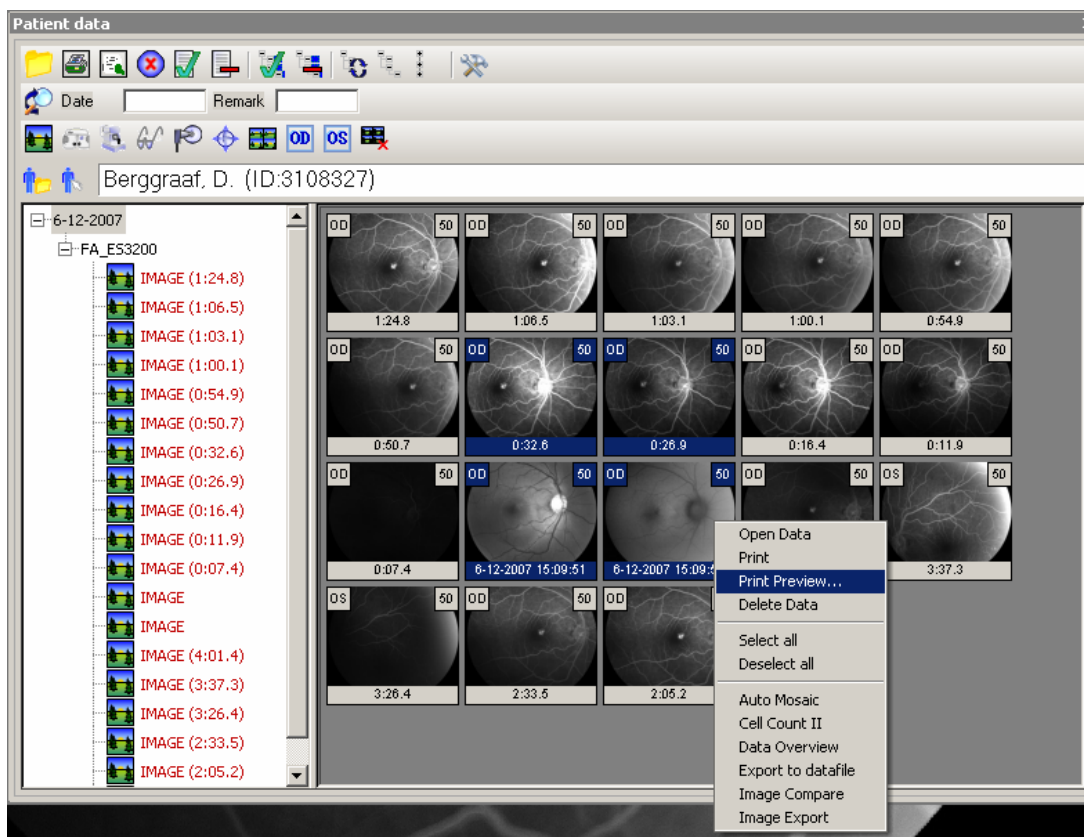 Patient data
Date Remark
OD OS
Berggraaf, D. (ID:3108327)
6-12-2007
FA_ES3200
IMAGE (1:24.8)
IMAGE (1:06.5)
IMAGE (1:03.1)
IMAGE (1:00.1)
IMAGE (0:54.9)
IMAGE (0:50.7)
IMAGE (0:32.6)
IMAGE (0:26.9)
IMAGE (0:16.4)
IMAGE (0:11.9)
IMAGE (0:07.4)
IMAGE
IMAGE
IMAGE (4:01.4)
IMAGE (3:37.3)
IMAGE (3:26.4)
IMAGE (2:33.5)
IMAGE (2:05.2)
OD 50 OD 50 OD 50 OD 50 OD 50
1:24.8 1:06.5 1:03.1 1:00.1 0:54.9
OD 50 OD 50 OD 50 OD 50 OD 50
0:50.7 0:32.6 0:26.9 0:16.4 0:11.9
OD 50 OD 50 OD 50 OD 50 OS 50
0:07.4 6-12-2007 15:09:51 6-12-2007 3:37.3
OS 50 OD 50 OD
3:26.4 2:33.5 2:05.2
Open Data
Print
Print Preview...
Delete Data
Select all
Deselect all
Auto Mosaic
Cell Count II
Data Overview
Export to datafile
Image Compare
Image Export